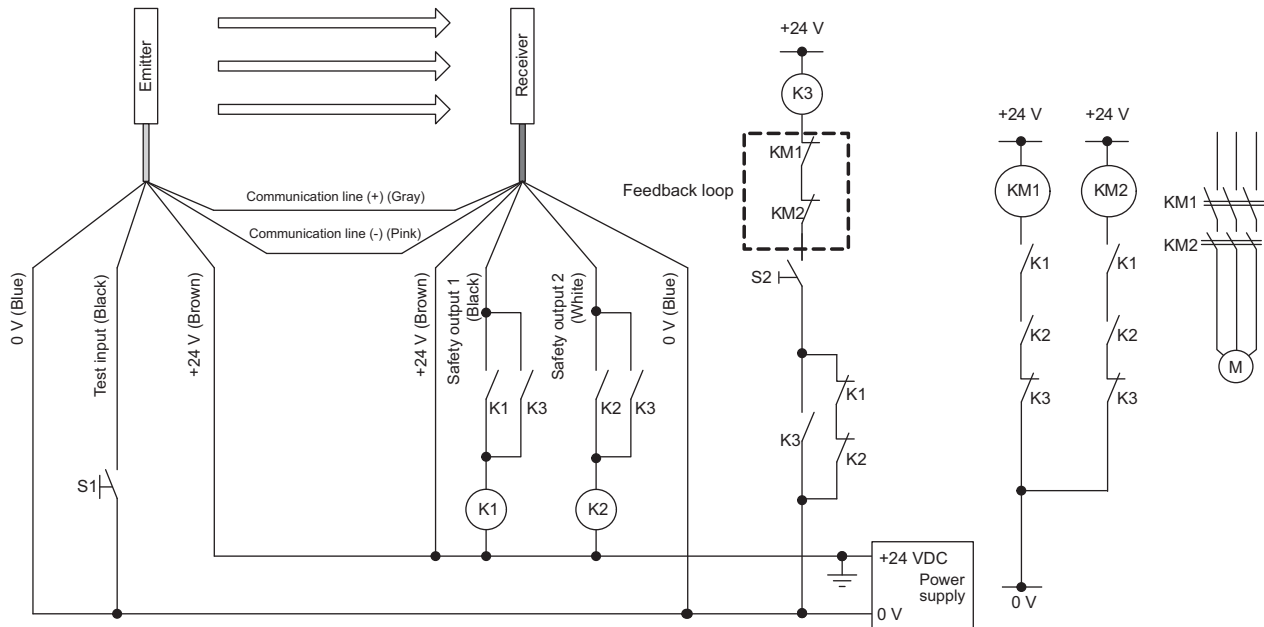 Emitter
Receiver
Communication line (+) (Gray)
Communication line (-) (Pink)
0 V (Blue)
Test input (Black)
+24 V (Brown)
+24 V (Brown)
Safety output 1
(Black)
Safety output 2
(White)
0 V (Blue)
S1
K1
K3
K2
K3
K1
K2
+24 V
K3
Feedback loop
KM1
KM2
S2
K1
K3
K2
+24 VDC
Power
supply
0 V
+24 V
+24 V
KM1
KM2
K1
K1
K2
K2
K3
K3
0 V
KM1
KM2
M